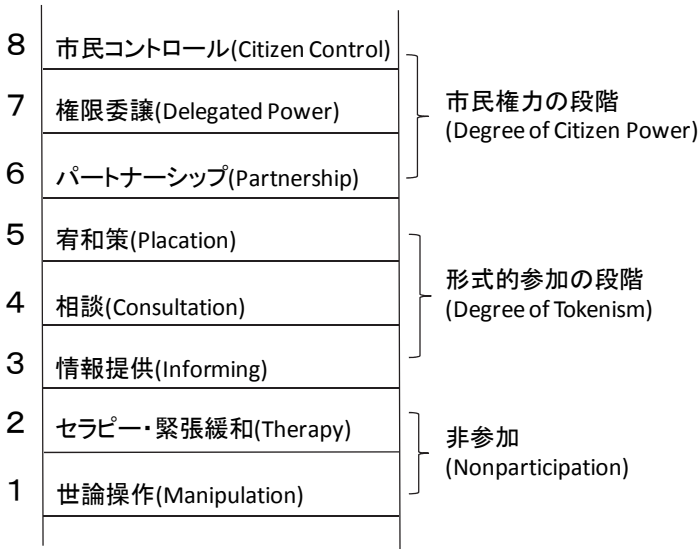 8 市民コントロール(Citizen Control)
7 権限委譲(Delegated Power)
6 パートナーシップ(Partnership)
市民権力の段階
(Degree of Citizen Power)
5 宥和策(Placation)
4 相談(Consultation)
3 情報提供(Informing)
形式的参加の段階
(Degree of Tokenism)
2 セラピー・緊張緩和(Therapy)
1 世論操作(Manipulation)
非参加
(Nonparticipation)